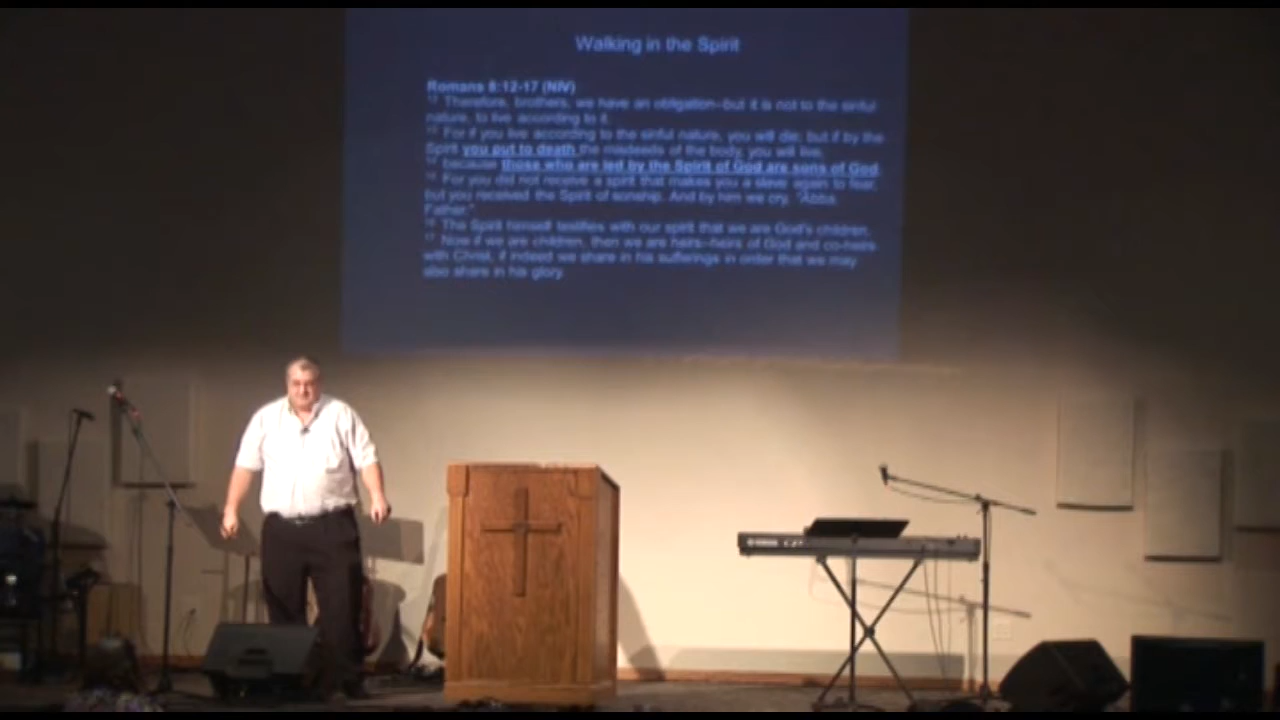 Walking in the Spirit
Romans 8:12-17 (NIV)
12 Therefore, brothers, we have an obligation--but it is not to the sinful
nature, to live according to it.
13 For if you live according to the sinful nature, you will die; but if by the
Spirit you put to death the misdeeds of the body, you will live,
14 because those who are led by the Spirit of God are sons of God.
15 For you did not receive a spirit that makes you a slave again to fear,
but you received the Spirit of sonship. And by him we cry, "Abba,
Father."
16 The Spirit himself testifies with our spirit that we are God's children.
17 Now if we are children, then we are heirs--heirs of God and co-heirs
with Christ, if indeed we share in his sufferings in order that we may
also share in his glory.